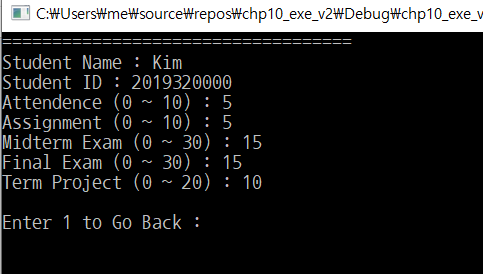 C:₩Users₩me₩source₩repos₩chp10_exe_v2₩Debug₩chp10_exe_v
===================================
Student Name : Kim
Student ID : 2019320000
Attendence (0 ~ 10) : 5
Assignment (0 ~ 10) : 5
Midterm Exam (0 ~ 30) : 15
Final Exam (0 ~ 30) : 15
Term Project (0 ~ 20) : 10
Enter 1 to Go Back :